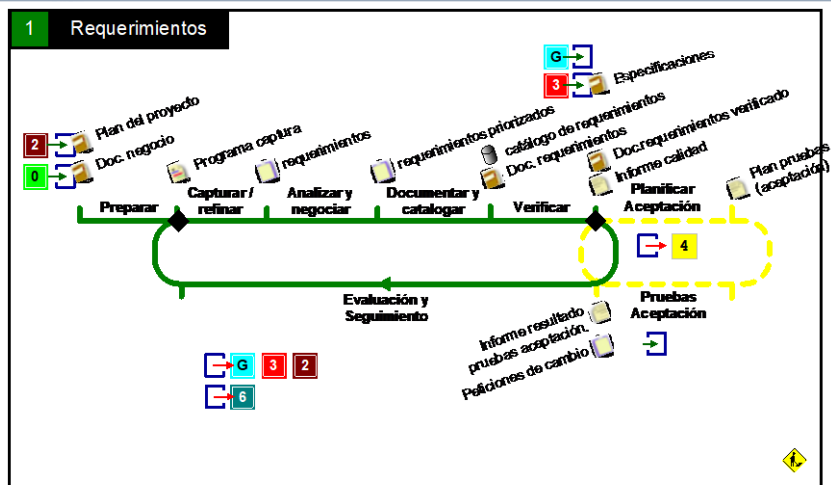 1 Requerimientos
G
3 Especificaciones
2 Plan del proyecto
0 Doc. negocio
Programa captura
requerimientos
requerimientos priorizados
catálogo de requerimientos
Doc. requerimientos
Doc.requerimientos verificado
Informe calidad
Plan pruebas
(aceptación)
Preparar
Capturar /
refinar
Analizar y
negociar
Documentar y
catalogar
Verificar
Planificar
Aceptación
4
Evaluación y
Seguimiento
Pruebas
Aceptación
Informe resultado
pruebas aceptación.
Peticiones de cambio
G 3 2
6